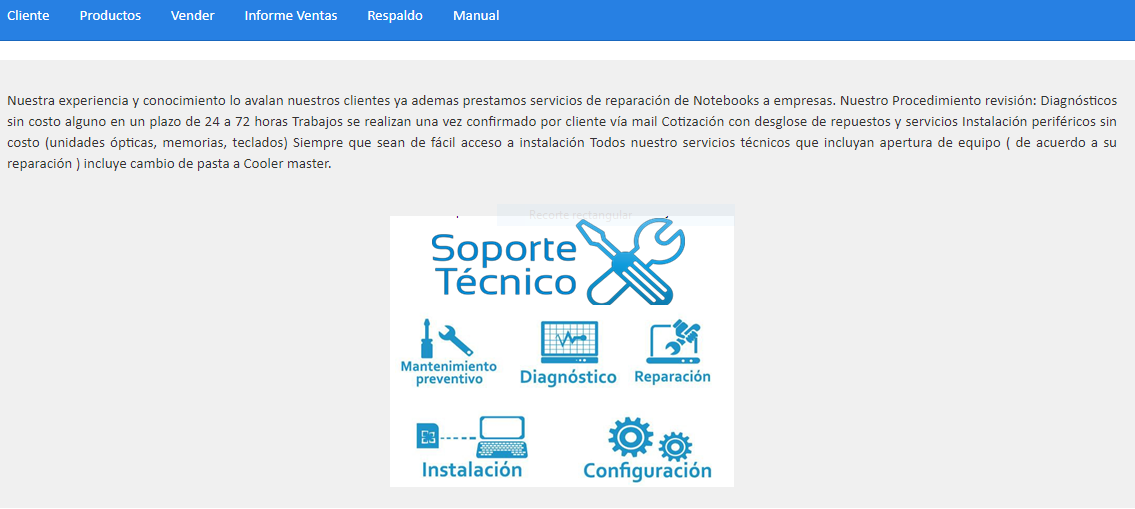 Cliente Productos Vender Informe Ventas Respaldo Manual
Nuestra experiencia y conocimiento lo avalan nuestros clientes ya ademas prestamos servicios de reparación de Notebooks a empresas. Nuestro Procedimiento revisión: Diagnósticos
sin costo alguno en un plazo de 24 a 72 horas Trabajos se realizan una vez confirmado por cliente vía mail Cotización con desglose de repuestos y servicios Instalación periféricos sin
costo (unidades ópticas, memorias, teclados) Siempre que sean de fácil acceso a instalación Todos nuestro servicios técnicos que incluyan apertura de equipo ( de acuerdo a su
reparación ) incluye cambio de pasta a Cooler master.
Recorte rectangular
Soporte
Técnico
Mantenimiento
preventivo
Diagnóstico
Reparación
Instalación
Configuración